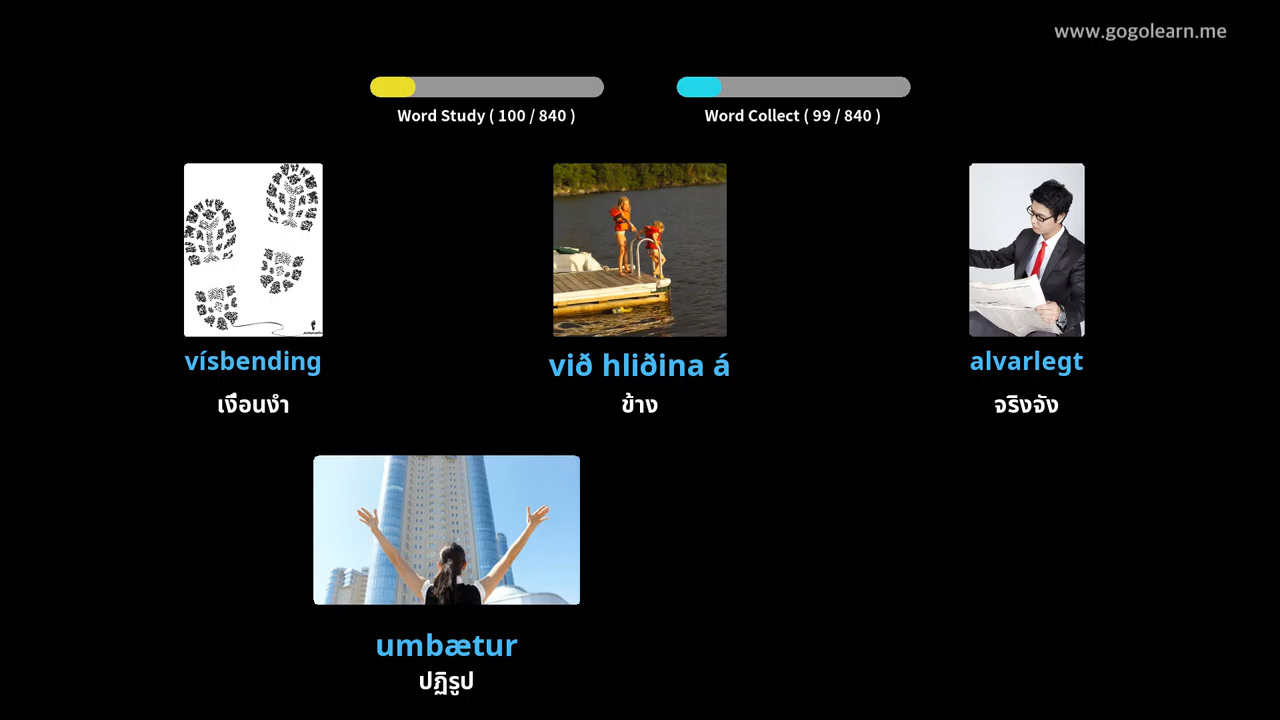 www.gogolearn.me
Word Study ( 100 / 840 )
Word Collect ( 99 / 840 )
vísbending
við hliðina á
alvarlegt
เงื่อนงำ
ข้าง
จริงจัง
umbætur
ปฏิรูป